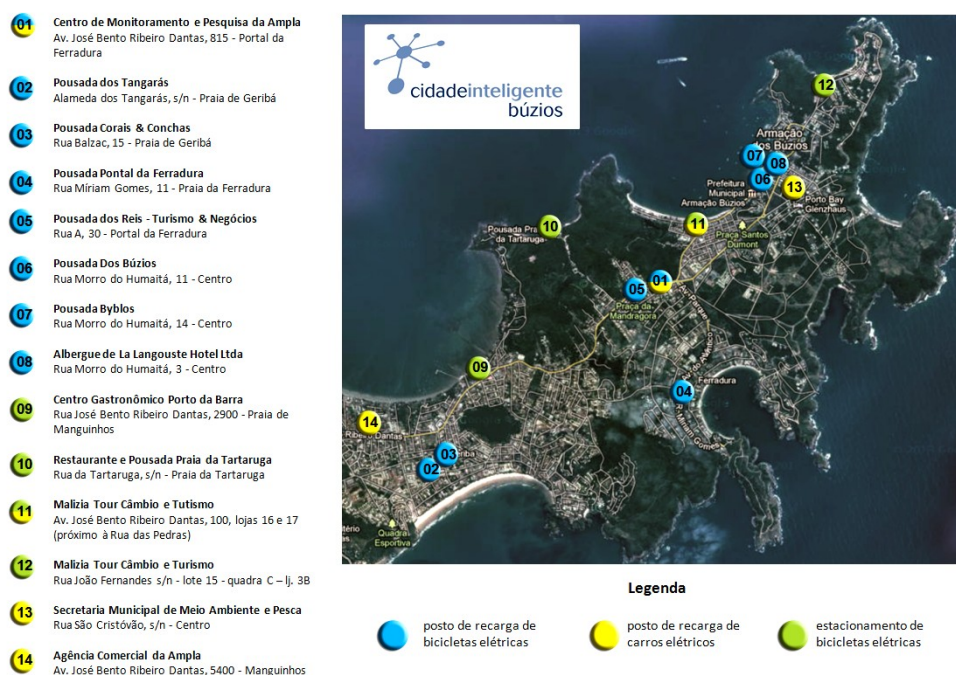 01 Centro de Monitoramento e Pesquisa da Ampla
Av. José Bento Ribeiro Dantas, 815 - Portal da
Ferradura
02 Pousada dos Tangarás
Alameda dos Tangarás, s/n - Praia de Geribá
03 Pousada Corais & Conchas
Rua Balzac, 15 - Praia de Geribá
04 Pousada Pontal da Ferradura
Rua Míriam Gomes, 11 - Praia da Ferradura
05 Pousada dos Reis - Turismo & Negócios
Rua A, 30 - Portal da Ferradura
06 Pousada Dos Búzios
Rua Morro do Humaitá, 11 - Centro
07 Pousada Byblos
Rua Morro do Humaitá, 14 - Centro
08 Albergue de La Langouste Hotel Ltda
Rua Morro do Humaitá, 3 - Centro
09 Centro Gastronômico Porto da Barra
Rua José Bento Ribeiro Dantas, 2900 - Praia de
Manguinhos
10 Restaurante e Pousada Praia da Tartaruga
Rua da Tartaruga, s/n - Praia da Tartaruga
11 Malizia Tour Câmbio e Tutismo
Av. José Bento Ribeiro Dantas, 100, lojas 16 e 17
(próximo à Rua das Pedras)
12 Malizia Tour Câmbio e Turismo
Rua João Fernandes s/n - lote 15 - quadra C – lj. 3B
13 Secretaria Municipal de Meio Ambiente e Pesca
Rua São Cristóvão, s/n - Centro
14 Agência Comercial da Ampla
Av. José Bento Ribeiro Dantas, 5400 - Manguinhos
cidadeinteligente
búzios
12
Armação
dos Búzios
07
08
06
13
Prefeitura
Municipal
Armação Búzios
Porto Bay
Glenzhaus
11
10
Pousada Pra
da Tartaruga
Praça Santos
Dumont
01
05
Praça da
Mandragora
09
04
Ferradura
R. Miriam Gomes
14
Ribeiro Dantas
03
02
Quadra
Esportiva
Legenda
posto de recarga de
bicicletas elétricas
posto de recarga de
carros elétricos
estacionamento de
bicicletas elétricas